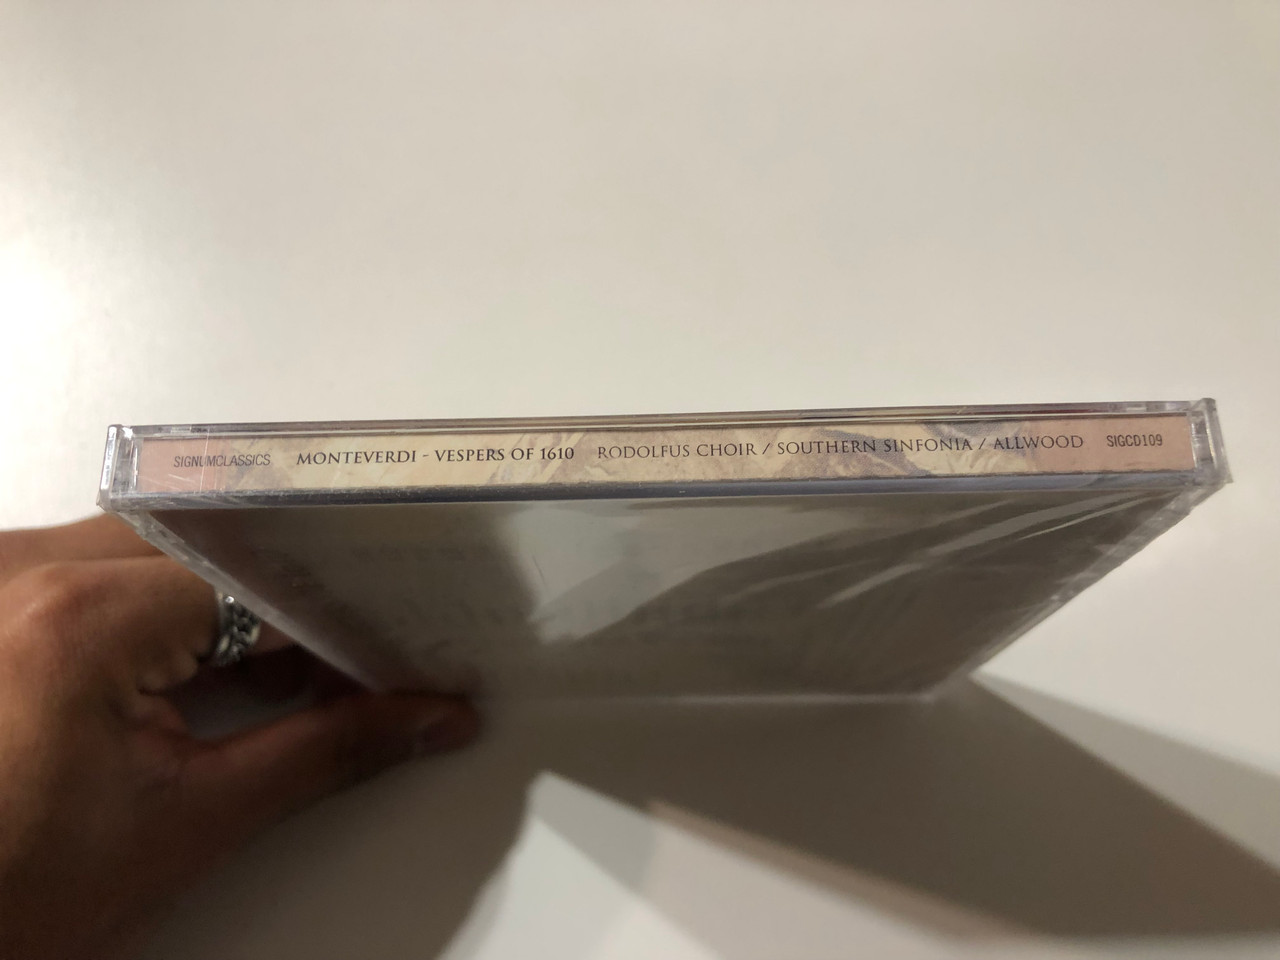 SIGNUMCLASSICS MONTEVERDI – VESPERS OF 1610 RODOLFUS CHOIR / SOUTHERN SINFONIA / ALLWOOD SIGCD109